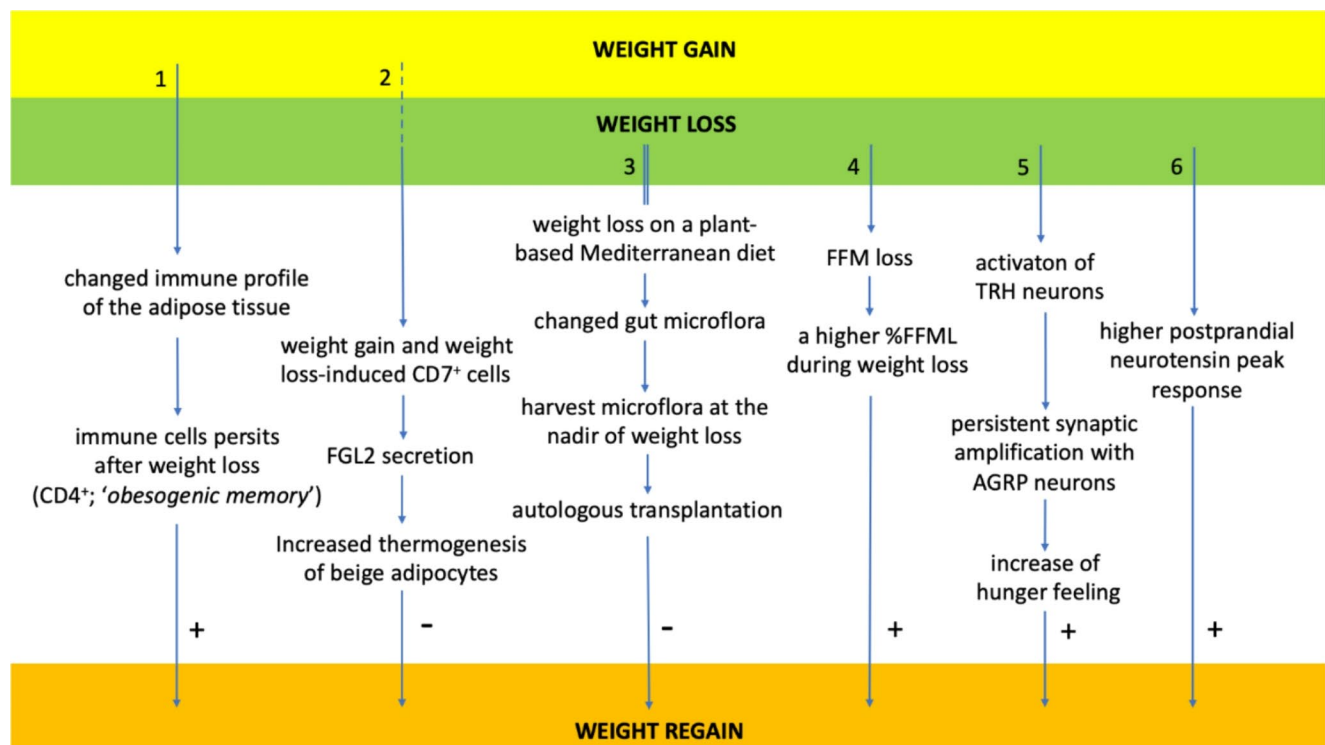 WEIGHT GAIN
1
2
WEIGHT LOSS
3
4
5
6
changed immune profile
of the adipose tissue
immune cells persits
after weight loss
(CD4⁺; ‘obesogenic memory’)
+
weight gain and weight
loss-induced CD7⁺ cells
FGL2 secretion
Increased thermogenesis
of beige adipocytes
-
weight loss on a plant-
based Mediterranean diet
changed gut microflora
harvest microflora at the
nadir of weight loss
autologous transplantation
-
FFM loss
a higher %FFML
during weight loss
+
activaton of
TRH neurons
persistent synaptic
amplification with
AGRP neurons
increase of
hunger feeling
+
higher postprandial
neurotensin peak
response
+
WEIGHT REGAIN